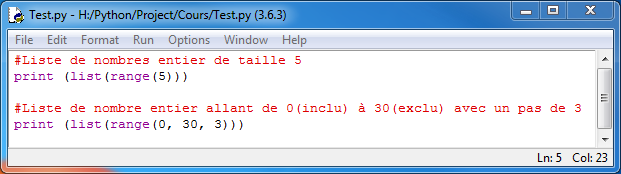 Test.py - H:/Python/Project/Cours/Test.py (3.6.3)
File Edit Format Run Options Window Help
#Liste de nombres entier de taille 5
print (list(range(5)))
#Liste de nombre entier allant de 0(inclu) à 30(exclu) avec un pas de 3
print (list(range(0, 30, 3)))
Ln: 5 Col: 23